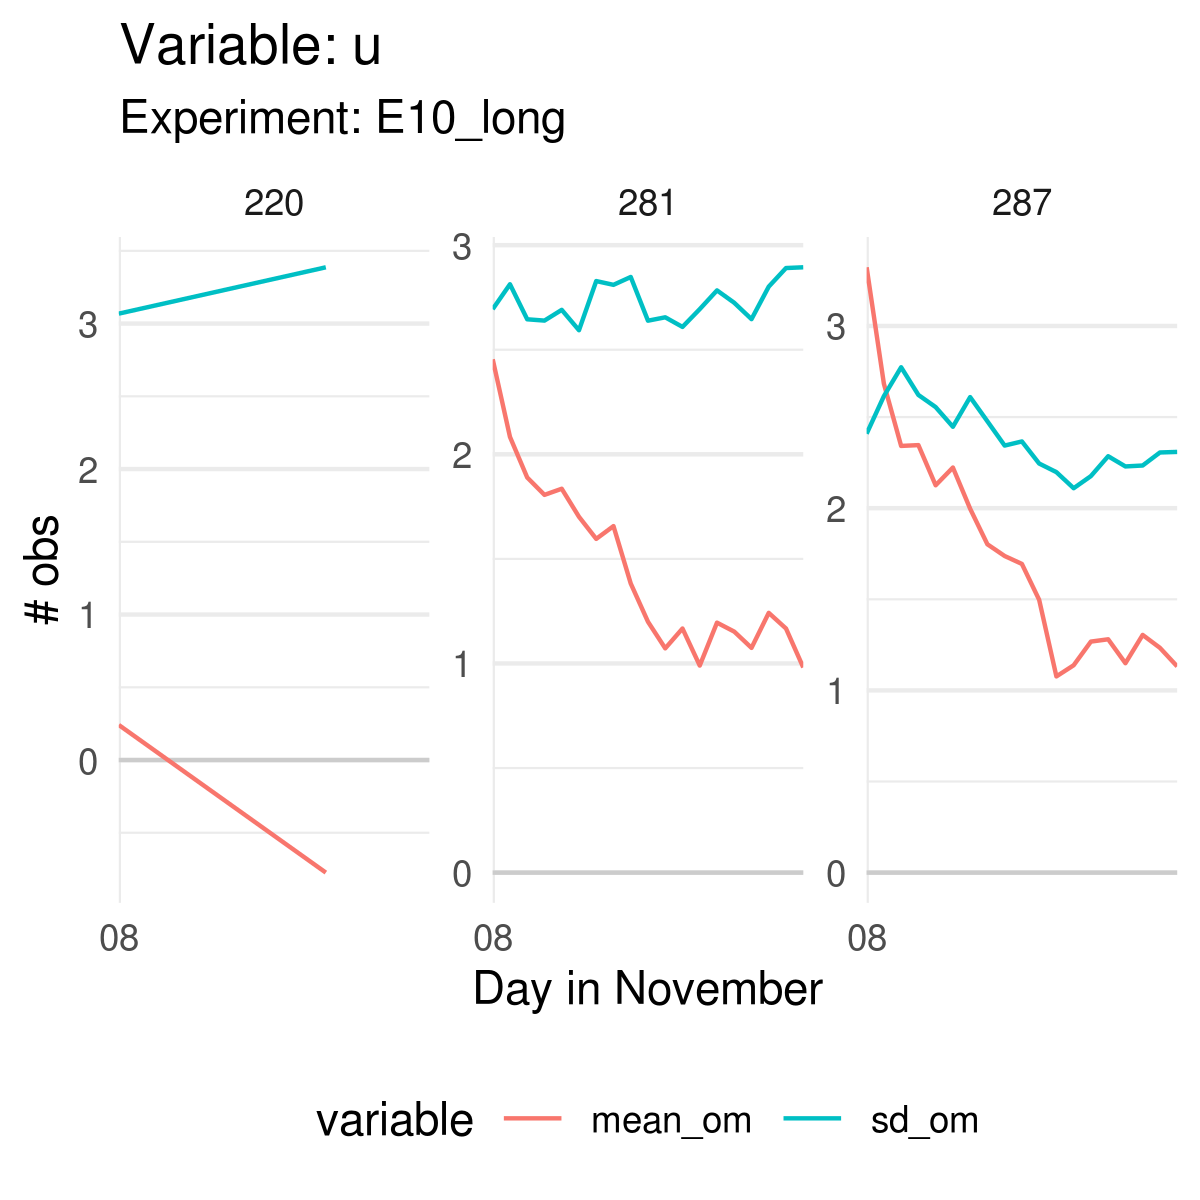 Variable: u
Experiment: E10_long
220
281
287
# obs
3
2
1
0
3
2
1
0
3
2
1
0
08
08
08
Day in November
variable
mean_om
sd_om